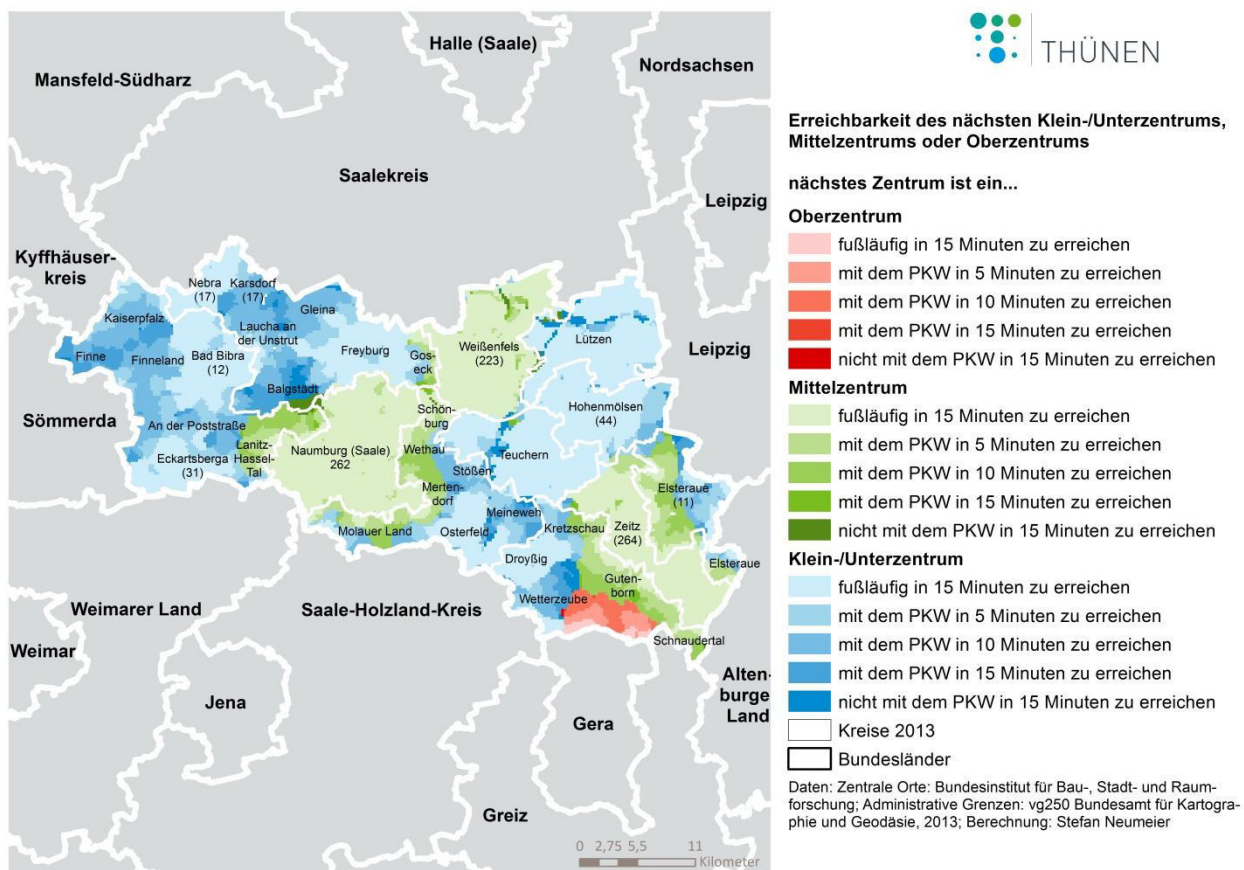 Halle (Saale)
Mansfeld-Südharz
Nordsachsen
Saalekreis
Leipzig
Kyffhäuser-
kreis
Nebra
(17)
Karsdorf
(17)
Gleina
Kaiserpfalz
Laucha an
der Unstrut
Finne
Finneland
Bad Bibra
(12)
Freyburg
Gos-
eck
Weißenfels
(223)
Lützen
Leipzig
Balgstädt
Sömmerda
Schön-
burg
Hohenmölsen
(44)
An der Poststraße
Lanitz-
Hassel-
Tal
Eckartsberga
(31)
Naumburg (Saale)
262
Wethau
Teuchern
Stößen
Merten-
dorf
Elsteraue
(11)
Meineweh
Molauer Land
Osterfeld
Kretzschau
Zeitz
(264)
Droyßig
Elsteraue
Guten-
born
Wetterzeube
Weimarer Land
Saale-Holzland-Kreis
Schnaudertal
Weimar
Jena
Gera
Alten-
burge
Land
Greiz
0 2,75 5,5 11
Kilometer
THÜNEN
Erreichbarkeit des nächsten Klein-/Unterzentrums,
Mittelzentrums oder Oberzentrums
nächstes Zentrum ist ein...
Oberzentrum
fußläufig in 15 Minuten zu erreichen
mit dem PKW in 5 Minuten zu erreichen
mit dem PKW in 10 Minuten zu erreichen
mit dem PKW in 15 Minuten zu erreichen
nicht mit dem PKW in 15 Minuten zu erreichen
Mittelzentrum
fußläufig in 15 Minuten zu erreichen
mit dem PKW in 5 Minuten zu erreichen
mit dem PKW in 10 Minuten zu erreichen
mit dem PKW in 15 Minuten zu erreichen
nicht mit dem PKW in 15 Minuten zu erreichen
Klein-/Unterzentrum
fußläufig in 15 Minuten zu erreichen
mit dem PKW in 5 Minuten zu erreichen
mit dem PKW in 10 Minuten zu erreichen
mit dem PKW in 15 Minuten zu erreichen
nicht mit dem PKW in 15 Minuten zu erreichen
Kreise 2013
Bundesländer
Daten: Zentrale Orte: Bundesinstitut für Bau-, Stadt- und Raum-
forschung; Administrative Grenzen: vg250 Bundesamt für Kartogra-
phie und Geodäsie, 2013; Berechnung: Stefan Neumeier